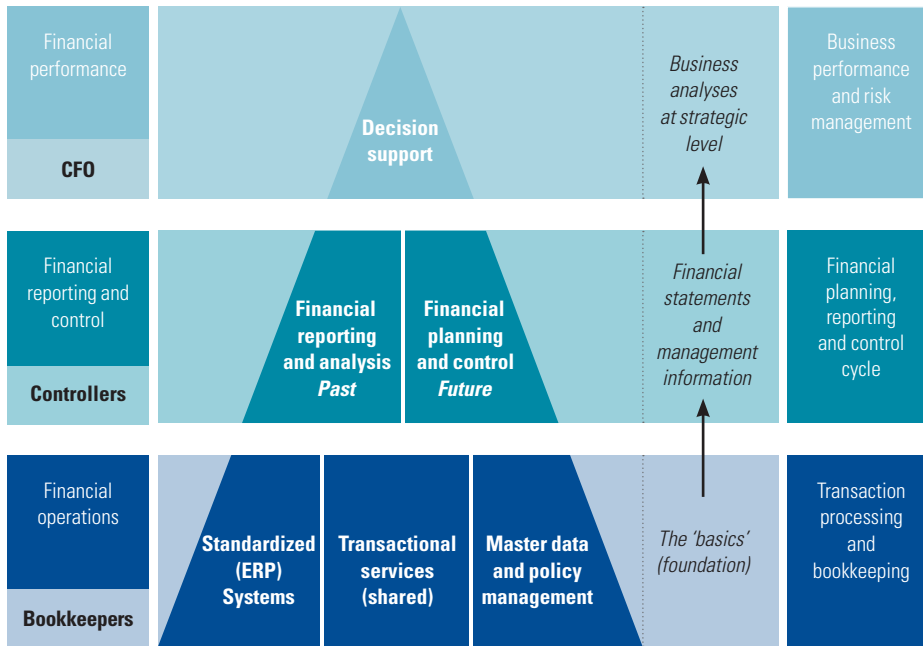 Financial
performance
CFO
Decision
support
Business
analyses
at strategic
level
Business
performance
and risk
management
Financial
reporting and
control
Controllers
Financial
reporting
and analysis
Past
Financial
planning
and control
Future
Financial
statements
and
management
information
Financial
planning,
reporting
and control
cycle
Financial
operations
Bookkeepers
Standardized
(ERP)
Systems
Transactional
services
(shared)
Master data
and policy
management
The ‘basics’
(foundation)
Transaction
processing
and
bookkeeping